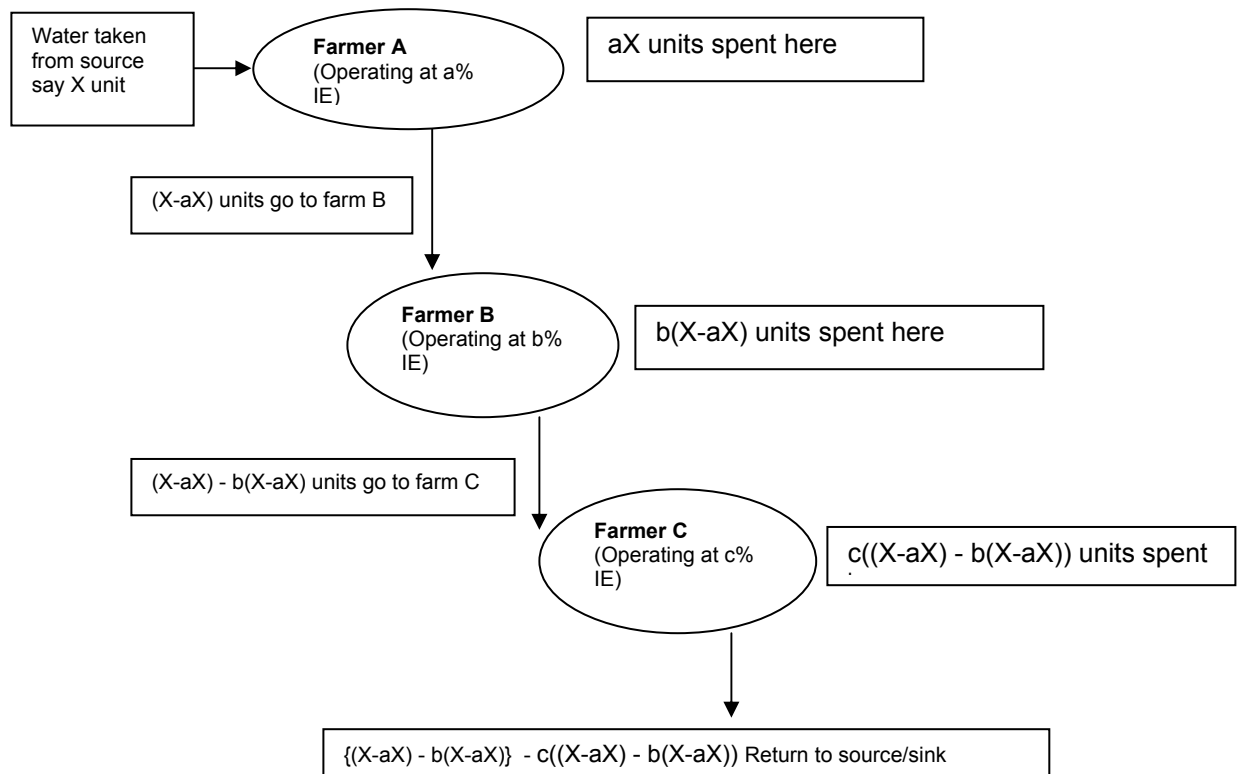 Water taken
from source
say X unit
Farmer A
(Operating at a%
IE)
aX units spent here
(X-aX) units go to farm B
Farmer B
(Operating at b%
IE)
b(X-aX) units spent here
(X-aX) - b(X-aX) units go to farm C
Farmer C
(Operating at c%
IE)
c((X-aX) - b(X-aX)) units spent
{(X-aX) - b(X-aX)} - c((X-aX) - b(X-aX)) Return to source/sink